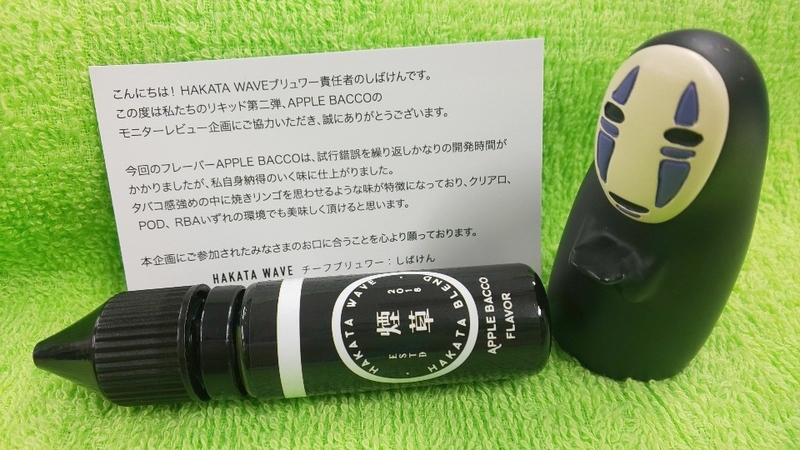 こんにちは！ HAKATA WAVEブリュワー責任者のしばけんです。
この度は私たちのリキッド第二弾、APPLE BACCOの
モニターレビュー企画にご協力いただき、誠にありがとうございます。
今回のフレーバーAPPLE BACCOは、試行錯誤を繰り返しかなりの開発時間が
かかりましたが、私自身納得のいく味に仕上がりました。
タバコ感強めの中に焼きリンゴを思わせるような味が特徴になっており、クリアロ、
POD、RBAいずれの環境でも美味しく頂けると思います。
本企画にご参加されたみなさまのお口に合うことを心より願っております。
HAKATA WAVE チーフブリュワー：しばけん
HAKATA WAVE
2018
煙草
ESTD
HAKATA BLEND
APPLE BACCO
FLAVOR